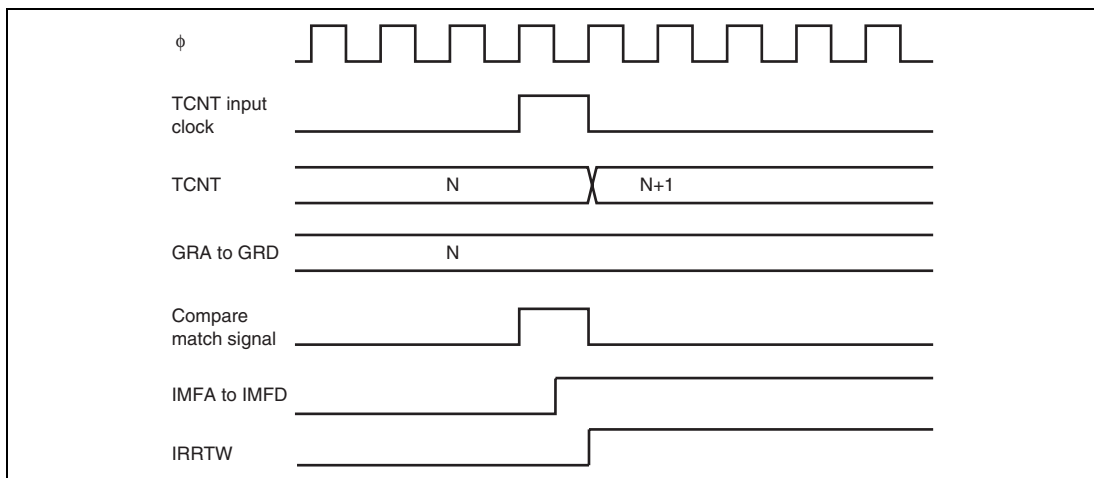 ϕ
TCNT input
clock
TCNT
N
N+1
GRA to GRD
N
Compare
match signal
IMFA to IMFD
IRRTW